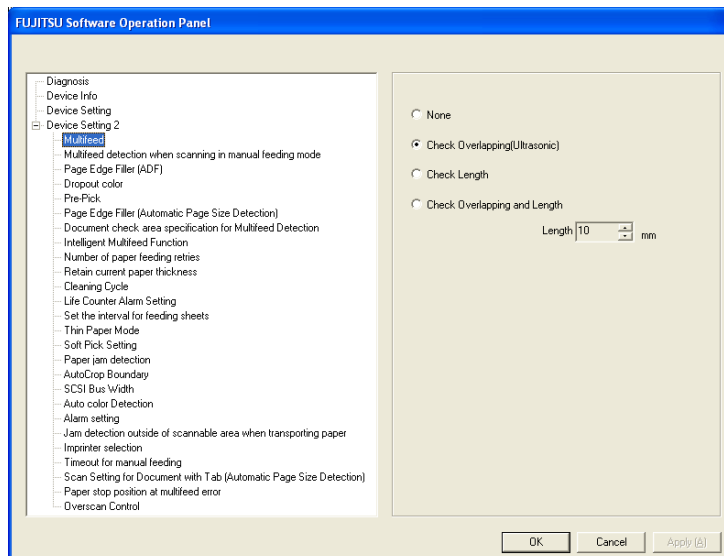 FUJITSU Software Operation Panel
Diagnosis
Device Info
Device Setting
Device Setting 2
Multifeed
Multifeed detection when scanning in manual feeding mode
Page Edge Filler (ADF)
Dropout color
Pre-Pick
Page Edge Filler (Automatic Page Size Detection)
Document check area specification for Multifeed Detection
Intelligent Multifeed Function
Number of paper feeding retries
Retain current paper thickness
Cleaning Cycle
Life Counter Alarm Setting
Set the interval for feeding sheets
Thin Paper Mode
Soft Pick Setting
Paper jam detection
AutoCrop Boundary
SCSI Bus Width
Auto color Detection
Alarm setting
Jam detection outside of scannable area when transporting paper
Imprinter selection
Timeout for manual feeding
Scan Setting for Document with Tab (Automatic Page Size Detection)
Paper stop position at multifeed error
Overscan Control
None
Check Overlapping(Ultrasonic)
Check Length
Check Overlapping and Length
Length 10 mm
OK Cancel Apply (A)